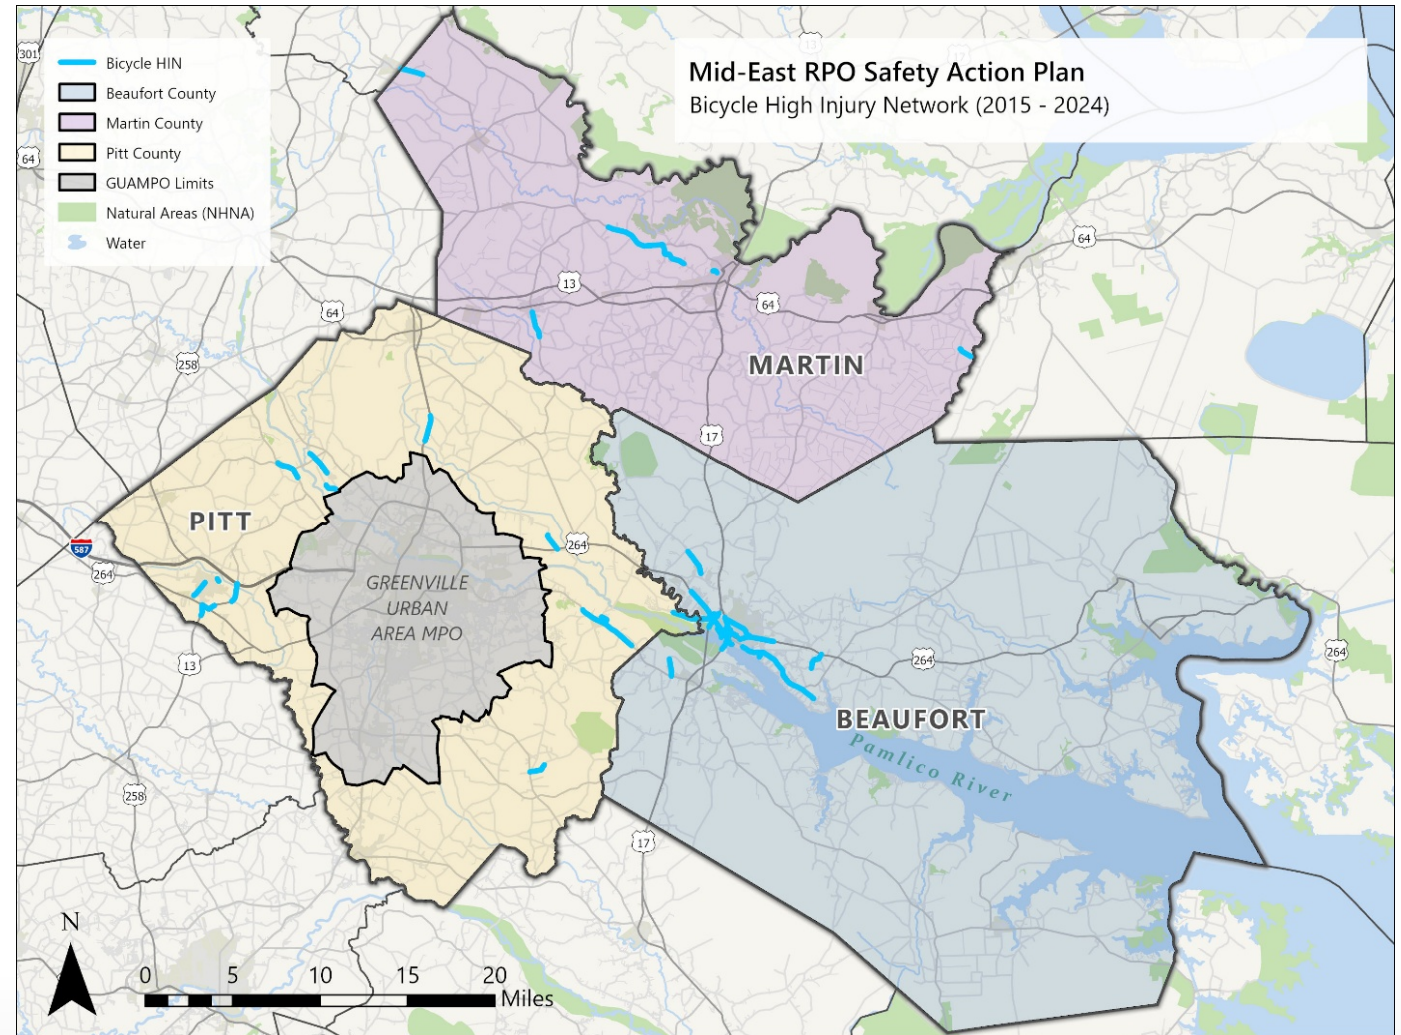 Mid-East RPO Safety Action Plan
Bicycle High Injury Network (2015 - 2024)
Bicycle HIN
Beaufort County
Martin County
Pitt County
GUAMPO Limits
Natural Areas (NHNA)
Water
301
64
13
13
64
13
64
64
258
MARTIN
17
PITT
587
264
264
GREENVILLE
URBAN
AREA MPO
13
264
264
BEAUFORT
Pamlico River
258
17
N
0 5 10 15 20
Miles